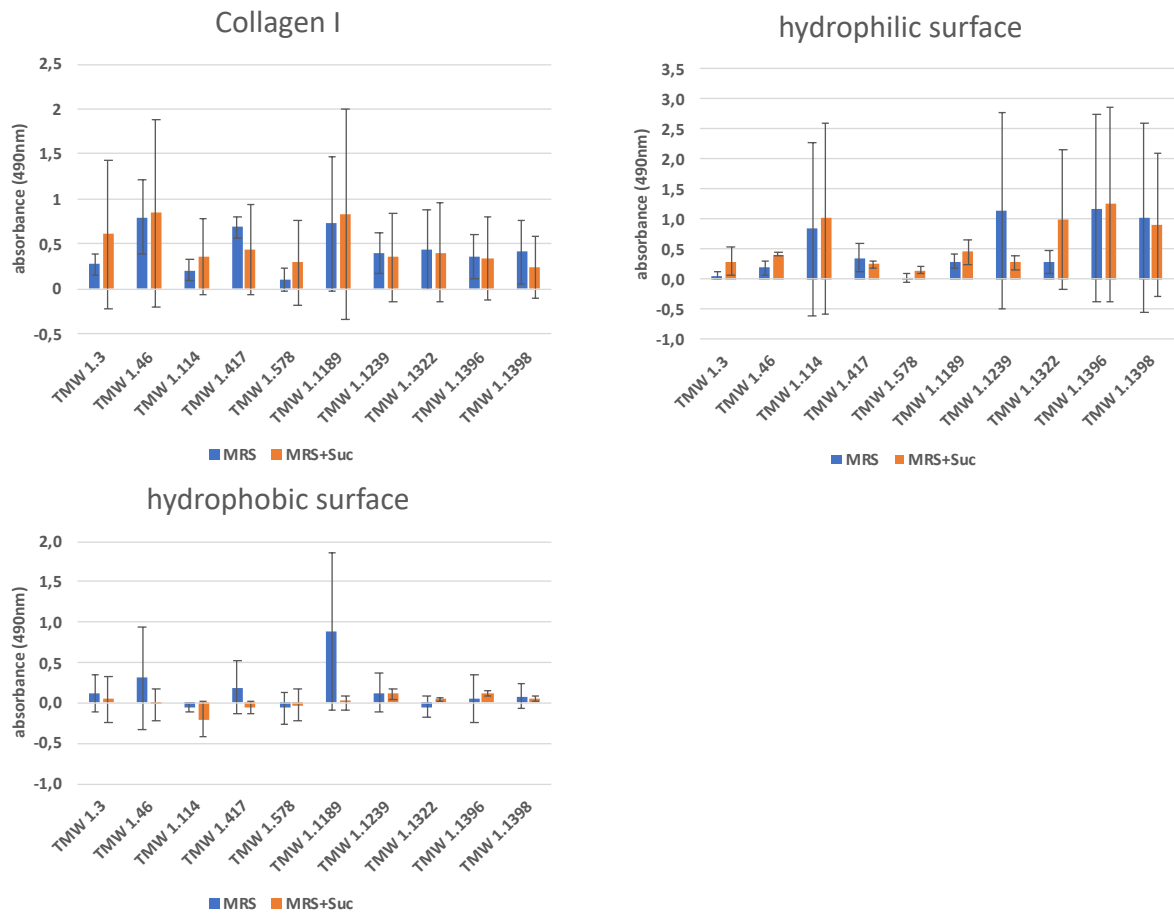 Collagen I
absorbance (490nm)
2,5
2
1,5
1
0,5
0
-0,5
TMW 1.3
TMW 1.46
TMW 1.114
TMW 1.417
TMW 1.578
TMW 1.1189
TMW 1.1239
TMW 1.1322
TMW 1.1396
TMW 1.1398
MRS MRS+Suc
hydrophilic surface
absorbance (490nm)
3,5
3,0
2,5
2,0
1,5
1,0
0,5
0,0
-0,5
-1,0
TMW 1.3
TMW 1.46
TMW 1.114
TMW 1.417
TMW 1.578
TMW 1.1189
TMW 1.1239
TMW 1.1322
TMW 1.1396
TMW 1.1398
MRS MRS+Suc
hydrophobic surface
absorbance (490nm)
2,0
1,5
1,0
0,5
0,0
-0,5
-1,0
TMW 1.3
TMW 1.46
TMW 1.114
TMW 1.417
TMW 1.578
TMW 1.1189
TMW 1.1239
TMW 1.1322
TMW 1.1396
TMW 1.1398
MRS MRS+Suc